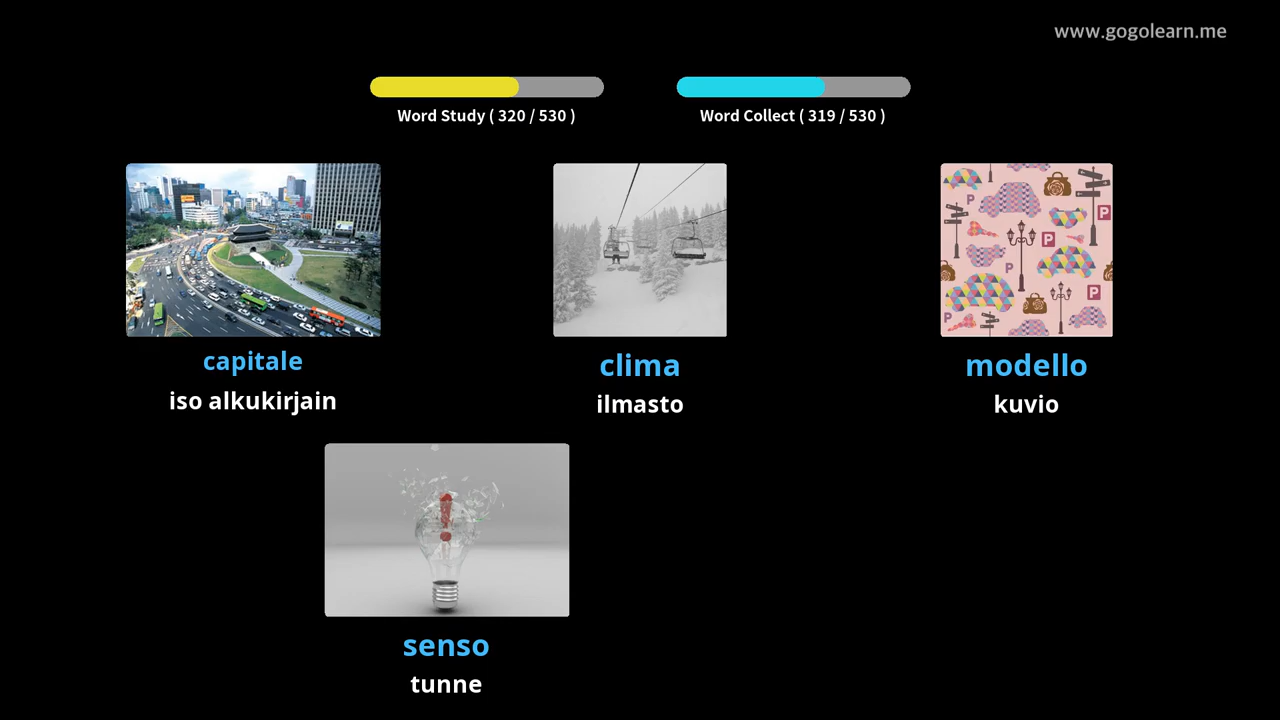 www.gogolearn.me
Word Study ( 320 / 530 )
Word Collect ( 319 / 530 )
capitale
iso alkukirjain
clima
ilmasto
modello
kuvio
senso
tunne